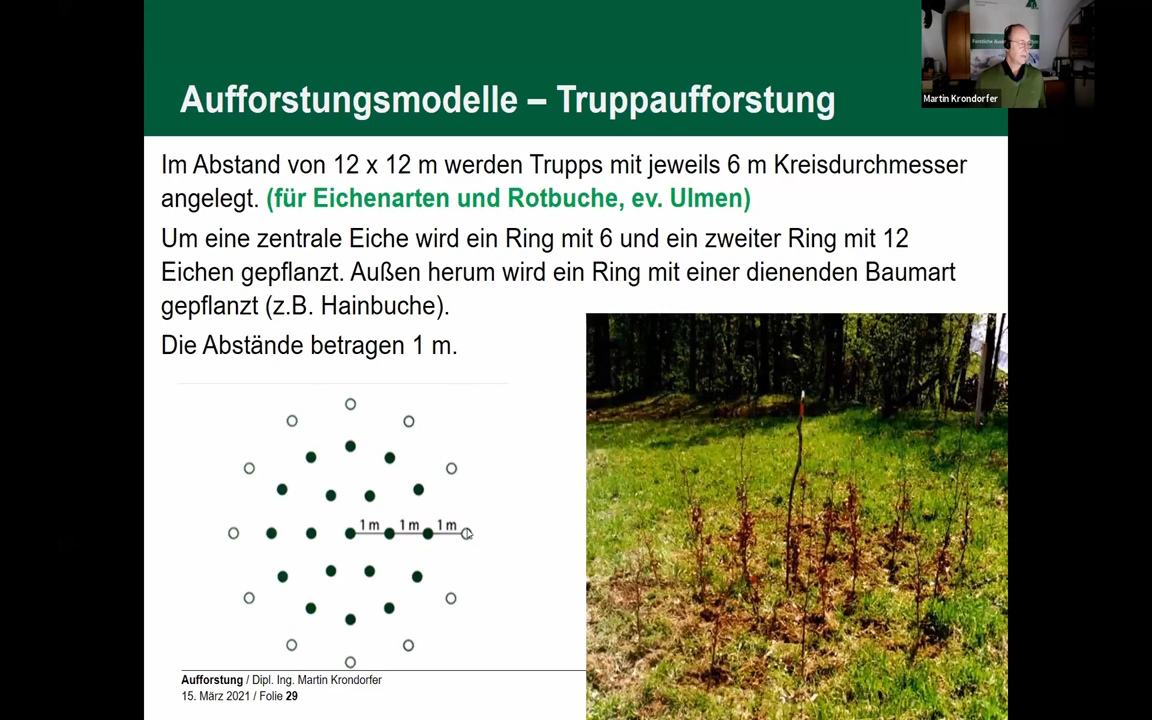 Aufforstungsmodelle – Truppaufforstung
Martin Krondorfer
Im Abstand von 12 x 12 m werden Trupps mit jeweils 6 m Kreisdurchmesser
angelegt. (für Eichenarten und Rotbuche, ev. Ulmen)
Um eine zentrale Eiche wird ein Ring mit 6 und ein zweiter Ring mit 12
Eichen gepflanzt. Außen herum wird ein Ring mit einer dienenden Baumart
gepflanzt (z.B. Hainbuche).
Die Abstände betragen 1 m.
1 m 1 m 1 m
Aufforstung / Dipl. Ing. Martin Krondorfer
15. März 2021 / Folie 29